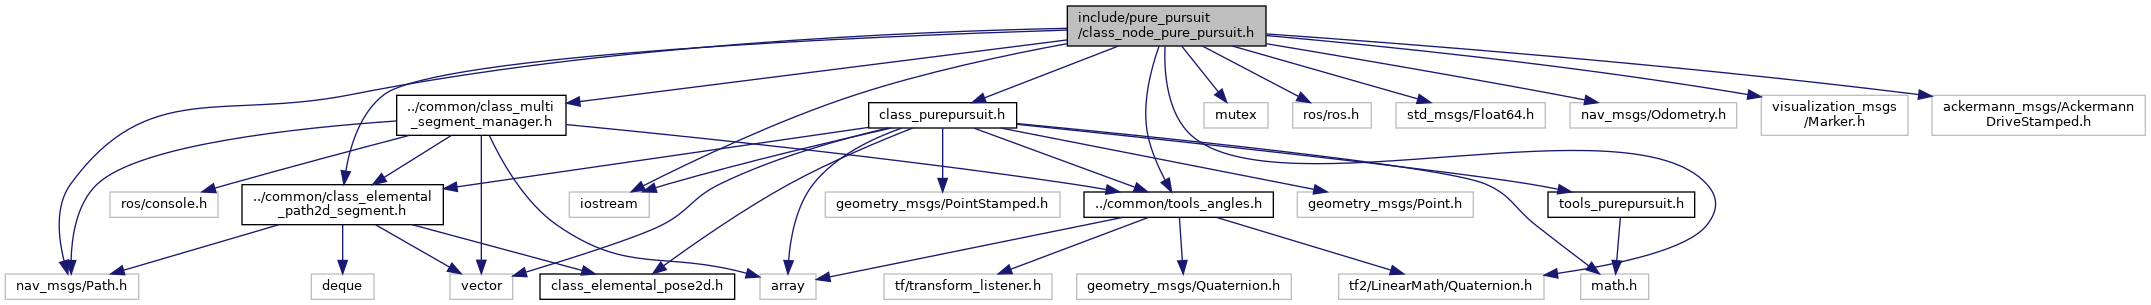 include/pure_pursuit
/class_node_pure_pursuit.h
../common/class_multi
_segment_manager.h
class_purepursuit.h
mutex
ros/ros.h
std_msgs/Float64.h
nav_msgs/Odometry.h
visualization_msgs
/Marker.h
ackermann_msgs/Ackermann
DriveStamped.h
ros/console.h
../common/class_elemental
_path2d_segment.h
iostream
geometry_msgs/PointStamped.h
../common/tools_angles.h
geometry_msgs/Point.h
tools_purepursuit.h
nav_msgs/Path.h
deque
vector
class_elemental_pose2d.h
array
tf/transform_listener.h
geometry_msgs/Quaternion.h
tf2/LinearMath/Quaternion.h
math.h